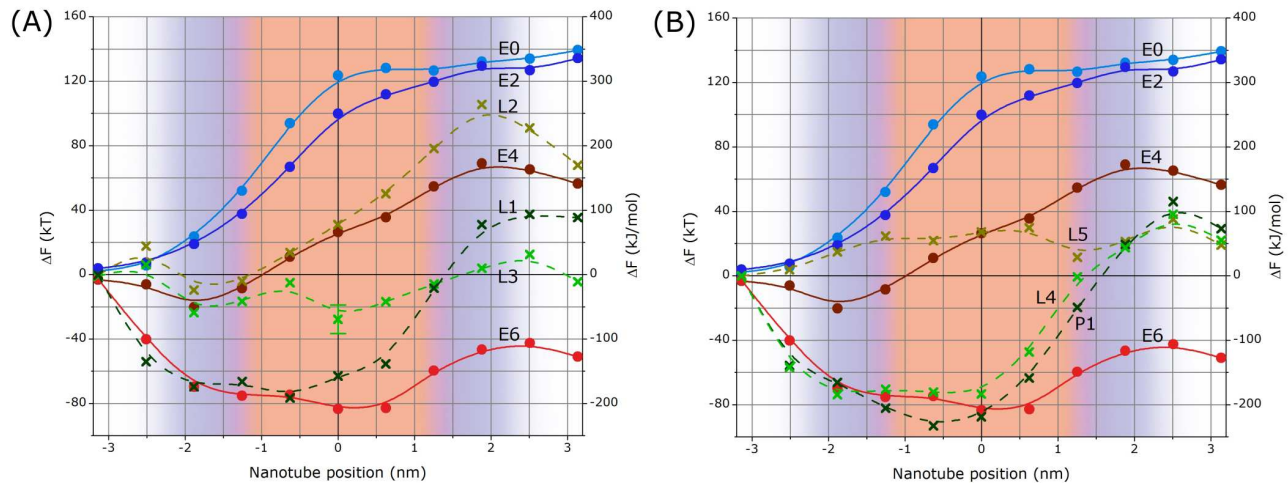 (A)
160
120
80
40
0
-40
-80
ΔF (kT)
400
300
200
100
0
-100
-200
ΔF (kJ/mol)
E0
E2
L2
E4
L1
L3
E6
-3
-2
-1
0
1
2
3
Nanotube position (nm)
(B)
160
120
80
40
0
-40
-80
ΔF (kT)
400
300
200
100
0
-100
-200
ΔF (kJ/mol)
E0
E2
E4
L5
L4
P1
E6
-3
-2
-1
0
1
2
3
Nanotube position (nm)